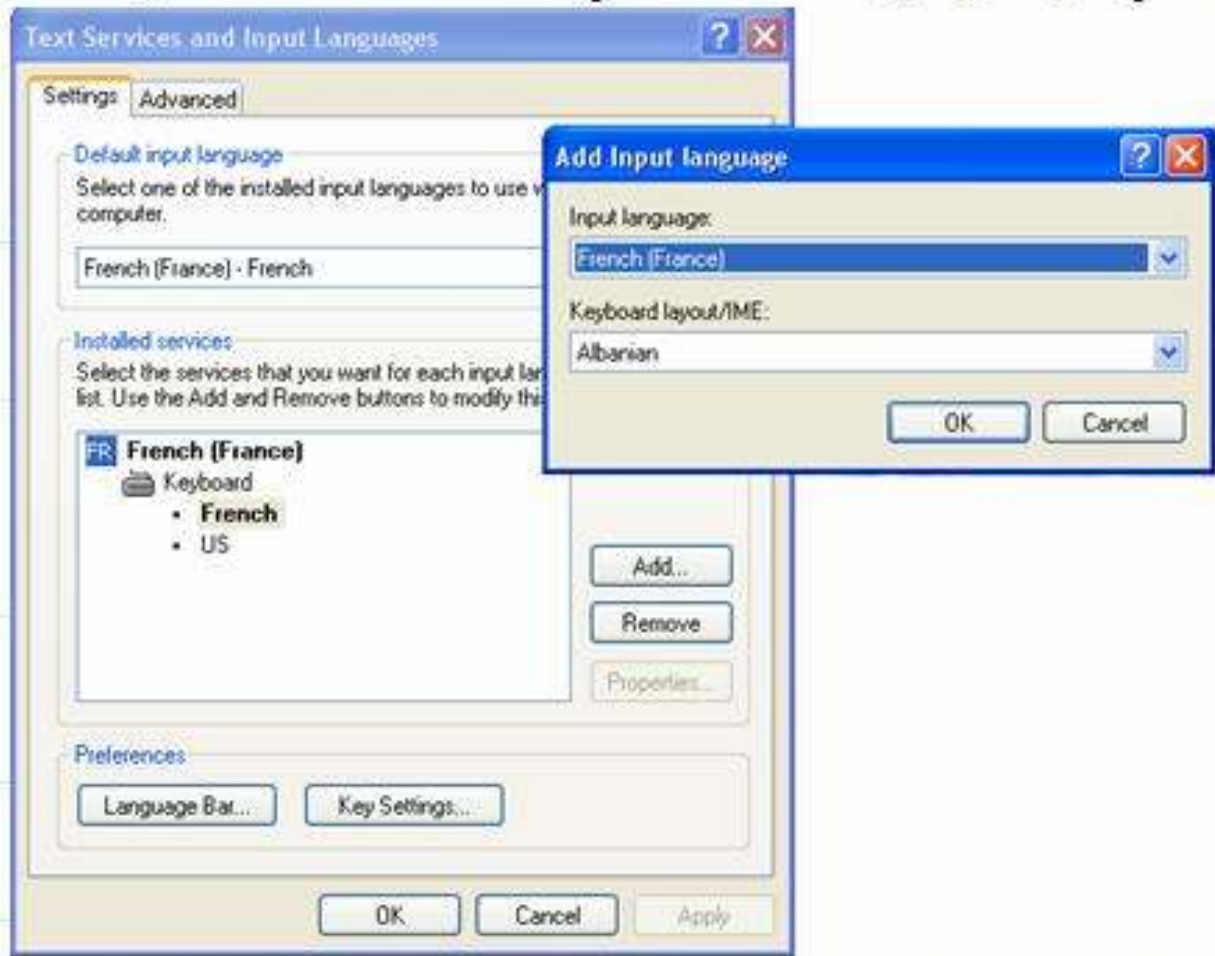 Text Services and Input Languages
Settings
Advanced
Default input language
Select one of the installed input languages to use
computer.
French (France) - French
Installed services
Select the services that you want for each input
list. Use the Add and Remove buttons to modify
FR French (France)
Keyboard
• French
• US
Add...
Remove
Properties...
Preferences
Language Bar...
Key Settings...
OK
Cancel
Apply
Add Input language
Input language:
French (France)
Keyboard layout/IME:
Albanian
OK
Cancel